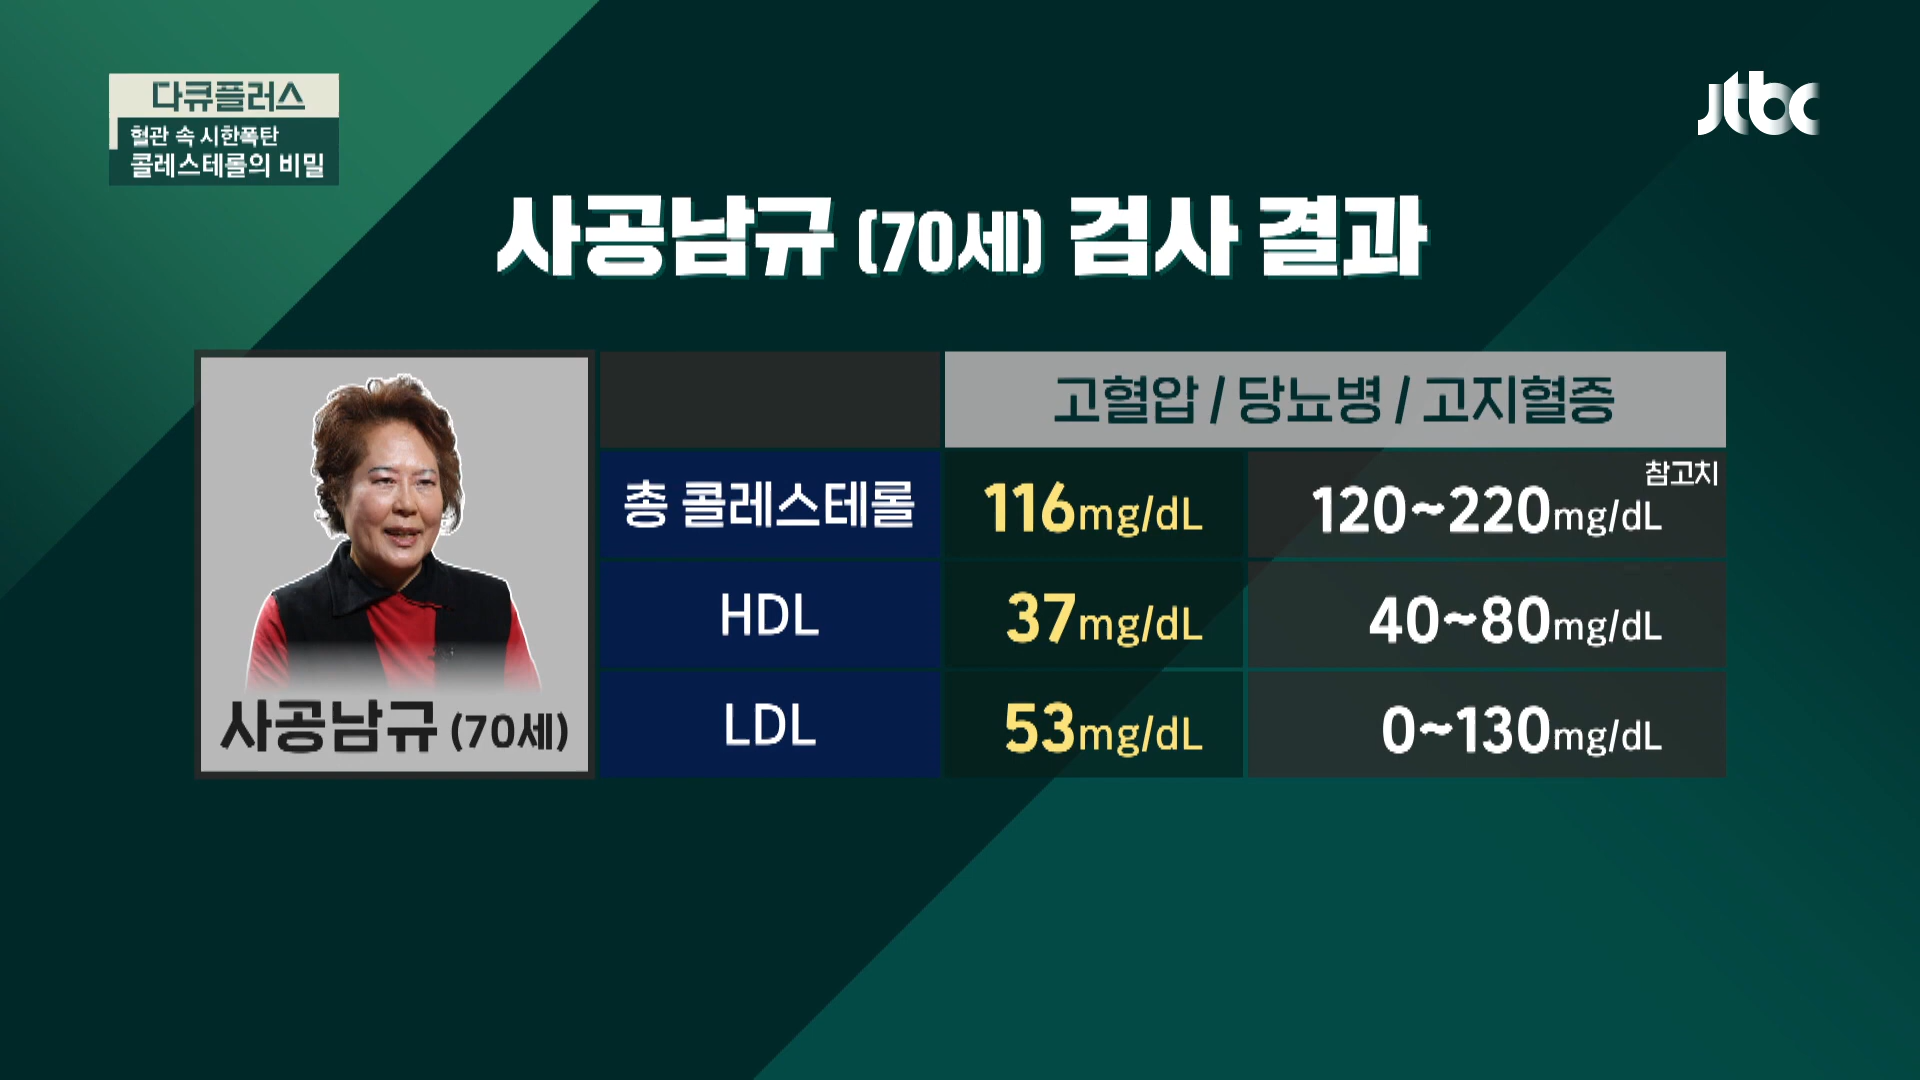 다큐플러스
혈관 속 시한폭탄
콜레스테롤의 비밀
jtbc
사공남규 (70세) 검사 결과
고혈압 / 당뇨병 / 고지혈증
참고치
총 콜레스테롤 116mg/dL 120~220mg/dL
HDL 37mg/dL 40~80mg/dL
LDL 53mg/dL 0~130mg/dL
사공남규 (70세)